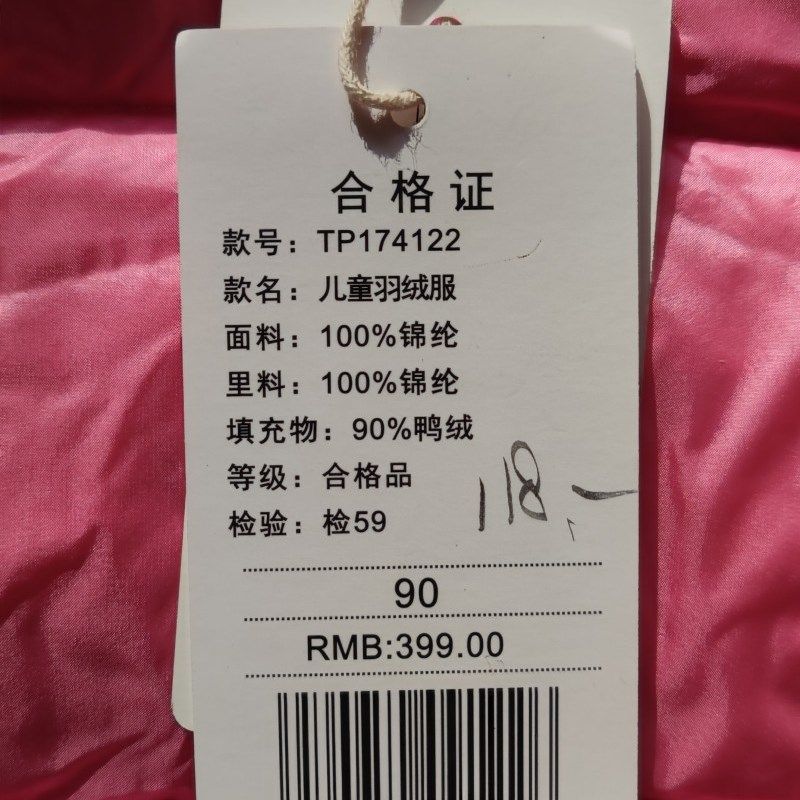 合格证
款号：TP174122
款名：儿童羽绒服
面料：100%锦纶
里料：100%锦纶
填充物：90%鸭绒
等级：合格品
检验：检59
118.-
90
RMB:399.00